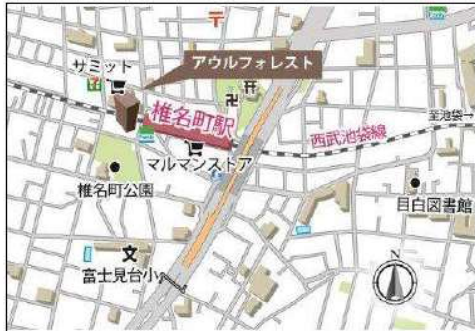 サミット
アウルフォレスト
椎名町駅
マルマンストア
西武池袋線
至池袋→
椎名町公園
目白図書館
富士見台小
文
N